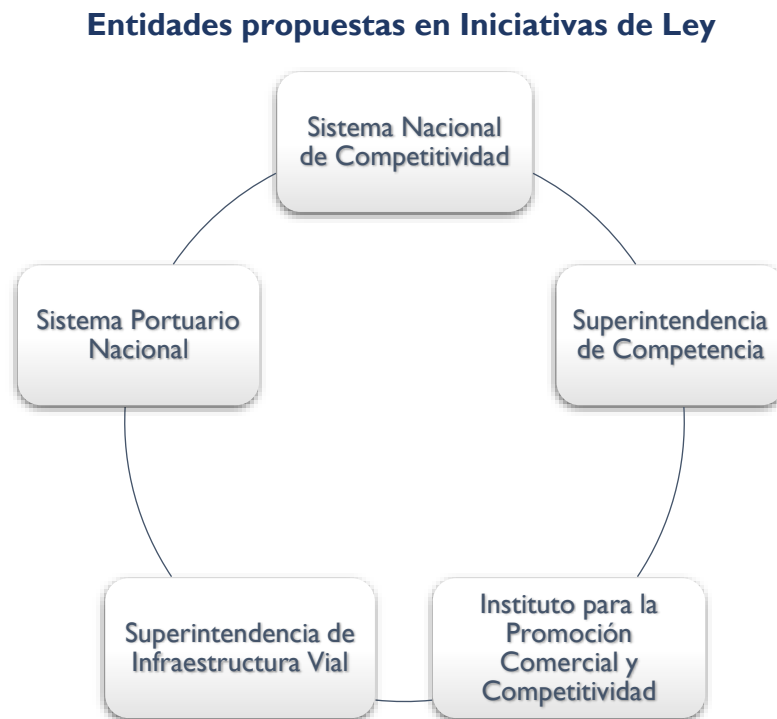 Entidades propuestas en Iniciativas de Ley
Sistema Nacional
de Competitividad
Sistema Portuario
Nacional
Superintendencia
de Competencia
Superintendencia de
Infraestructura Vial
Instituto para la
Promoción
Comercial y
Competitividad